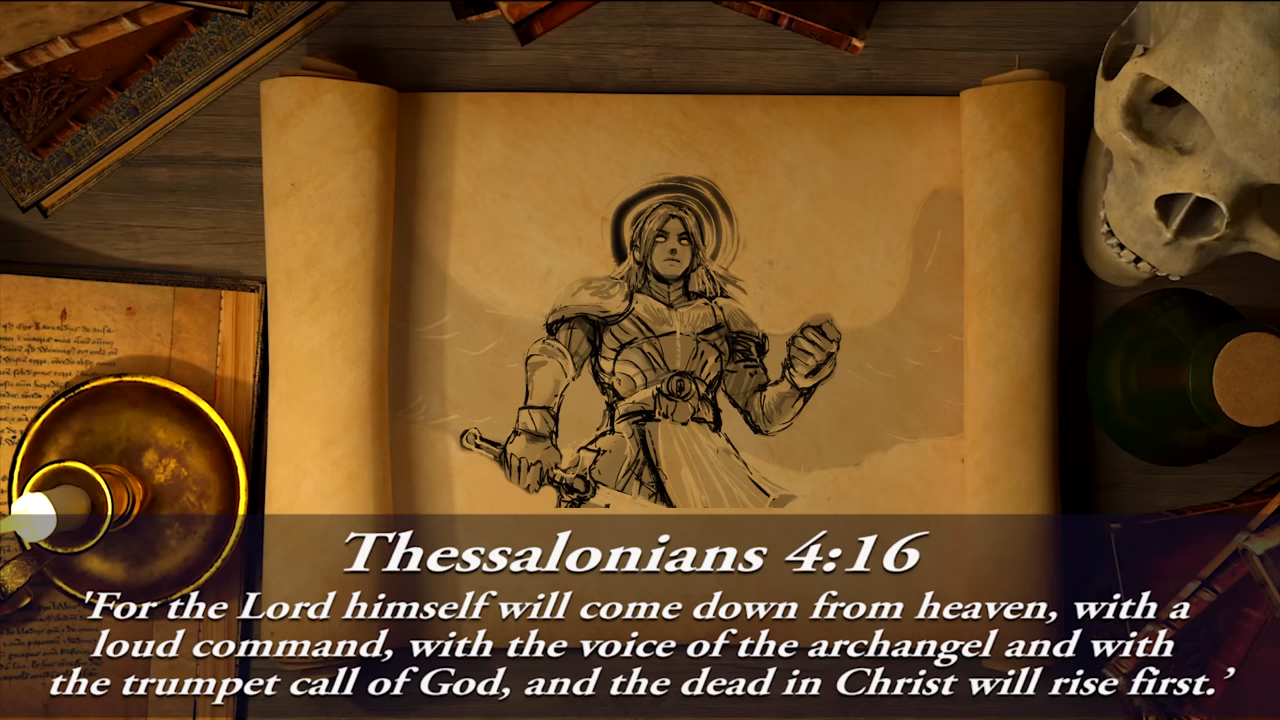 Thessalonians 4:16
'For the Lord himself will come down from heaven, with a
loud command, with the voice of the archangel and with
the trumpet call of God, and the dead in Christ will rise first.’